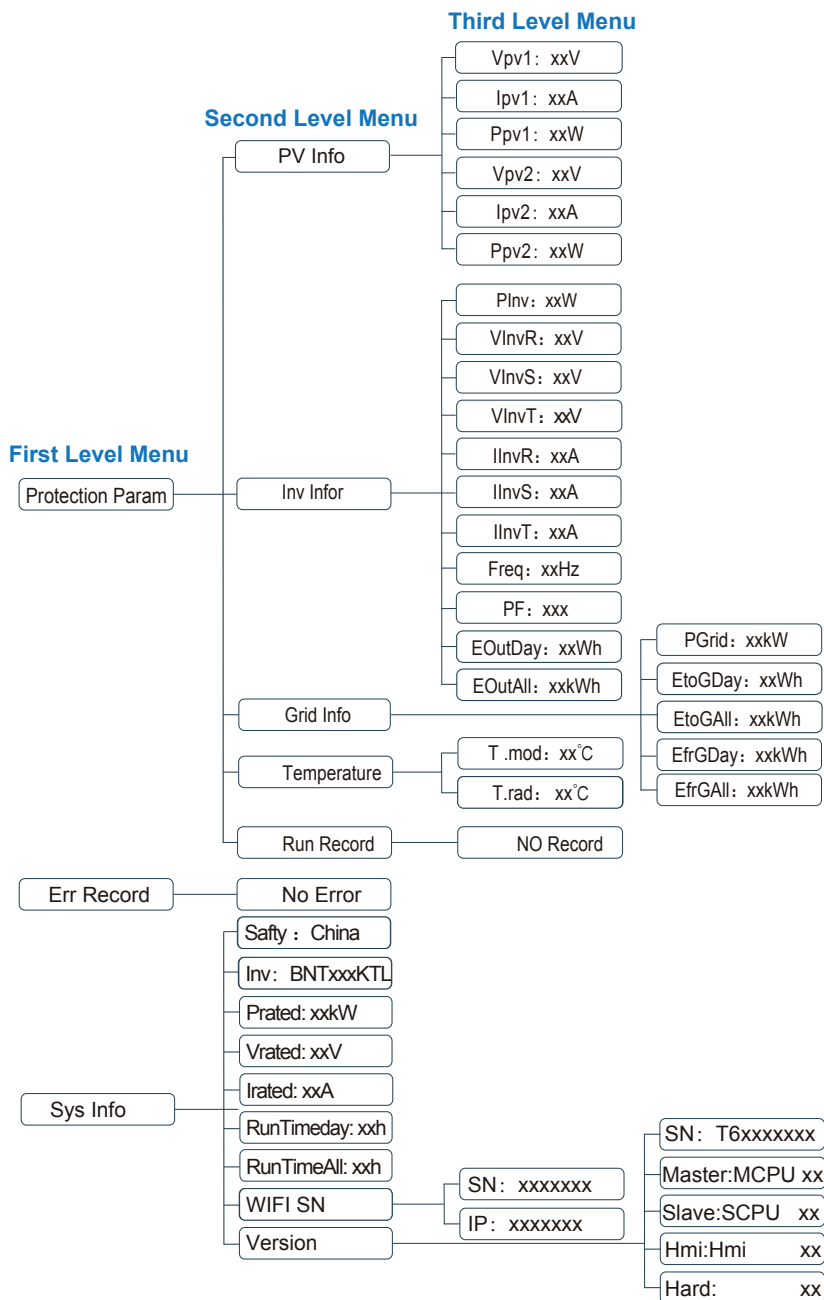 Third Level Menu
Vpv1: xxV
Ipv1: xxA
Second Level Menu
Ppv1: xxW
PV Info
Vpv2: xxV
Ipv2: xxA
Ppv2: xxW
PInv: xxW
VInvR: xxV
VInvS: xxV
VInvT: xxV
First Level Menu
IInvR: xxA
Protection Param
Inv Infor
IInvS: xxA
IInvT: xxA
Freq: xxHz
PF: xxx
EOutDay: xxWh
PGrid: xxkW
EOutAll: xxkWh
EtoGDay: xxWh
Grid Info
EtoGAll: xxkWh
T .mod: xx°C
EfrGDay: xxkWh
Temperature
T.rad: xx°C
EfrGAll: xxkWh
Run Record
NO Record
Err Record
No Error
Safty : China
Inv: BNTxxxKTL
Prated: xxkW
Vrated: xxV
Irated: xxA
Sys Info
RunTimeday: xxh
RunTimeAll: xxh
WIFI SN
SN: xxxxxxx
IP: xxxxxxx
Version
SN: T6xxxxxxx
Master:MCPU xx
Slave:SCPU xx
Hmi:Hmi xx
Hard: xx